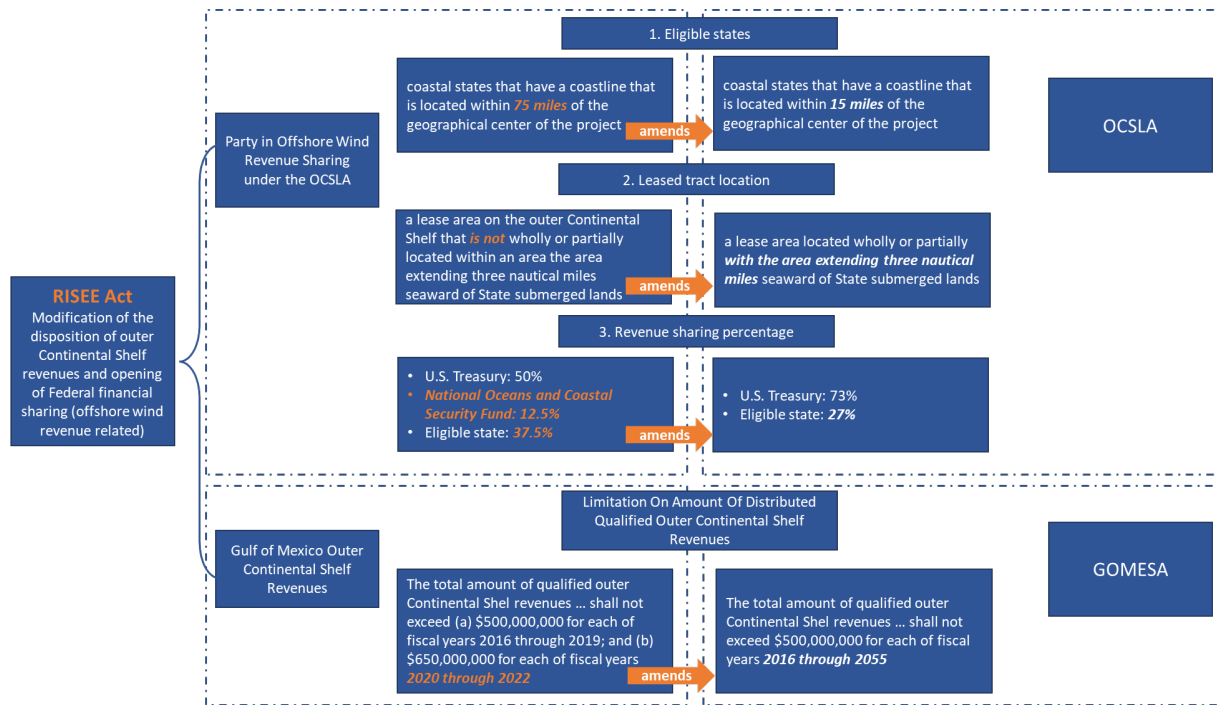 1. Eligible states
coastal states that have a coastline that
is located within 75 miles of the
geographical center of the project
amends
coastal states that have a coastline that
is located within 15 miles of the
geographical center of the project
OCSLA
Party in Offshore Wind
Revenue Sharing
under the OCSLA
2. Leased tract location
a lease area on the outer Continental
Shelf that is not wholly or partially
located within an area the area
extending three nautical miles
seaward of State submerged lands
amends
a lease area located wholly or partially
with the area extending three nautical
miles seaward of State submerged lands
RISEE Act
Modification of the
disposition of outer
Continental Shelf
revenues and opening
of Federal financial
sharing (offshore wind
revenue related)
3. Revenue sharing percentage
• U.S. Treasury: 50%
• National Oceans and Coastal
Security Fund: 12.5%
• Eligible state: 37.5%
amends
• U.S. Treasury: 73%
• Eligible state: 27%
Limitation On Amount Of Distributed
Qualified Outer Continental Shelf
Revenues
Gulf of Mexico Outer
Continental Shelf
Revenues
The total amount of qualified outer
Continental Shel revenues … shall not
exceed (a) $500,000,000 for each of
fiscal years 2016 through 2019; and (b)
$650,000,000 for each of fiscal years
2020 through 2022
amends
The total amount of qualified outer
Continental Shel revenues … shall not
exceed $500,000,000 for each of fiscal
years 2016 through 2055
GOMESA